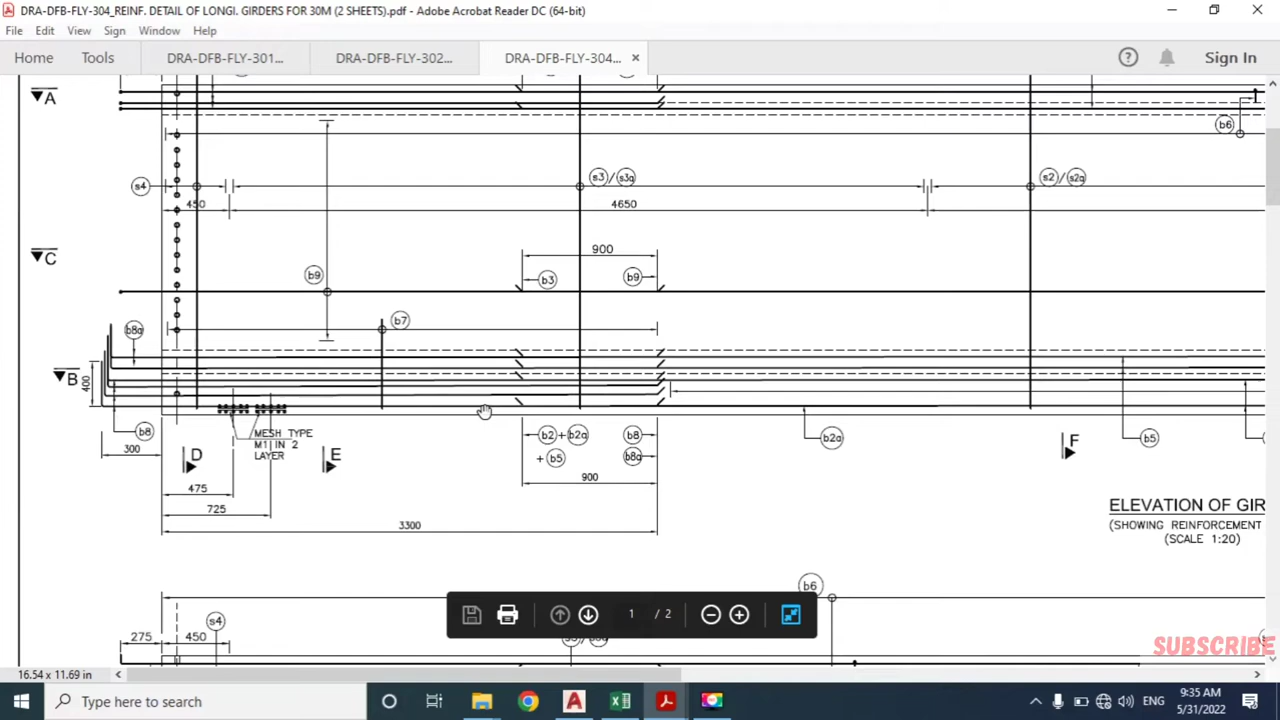 DRA-DFB-FLY-304_REINF. DETAIL OF LONGI. GIRDERS FOR 30M (2 SHEETS).pdf - Adobe Acrobat Reader DC (64-bit)
File Edit View Sign Window Help
Home Tools DRA-DFB-FLY-301... DRA-DFB-FLY-302... DRA-DFB-FLY-304... Sign In
A
b6
s4
s3/s3a
s2/s2a
450
4650
C
900
b9
b3
b9
b7
b8a
B
400
b8
MESH TYPE
M1 IN 2
LAYER
b2+b2a
b8
b2a
b5
300
D
E
+ b5
b8a
F
475
900
725
3300
ELEVATION OF GIR
(SHOWING REINFORCEMENT
(SCALE 1:20)
b6
1 / 2
s4
275
450
SUBSCRIBE
16.54 x 11.69 in
Type here to search
ENG
9:35 AM
5/31/2022